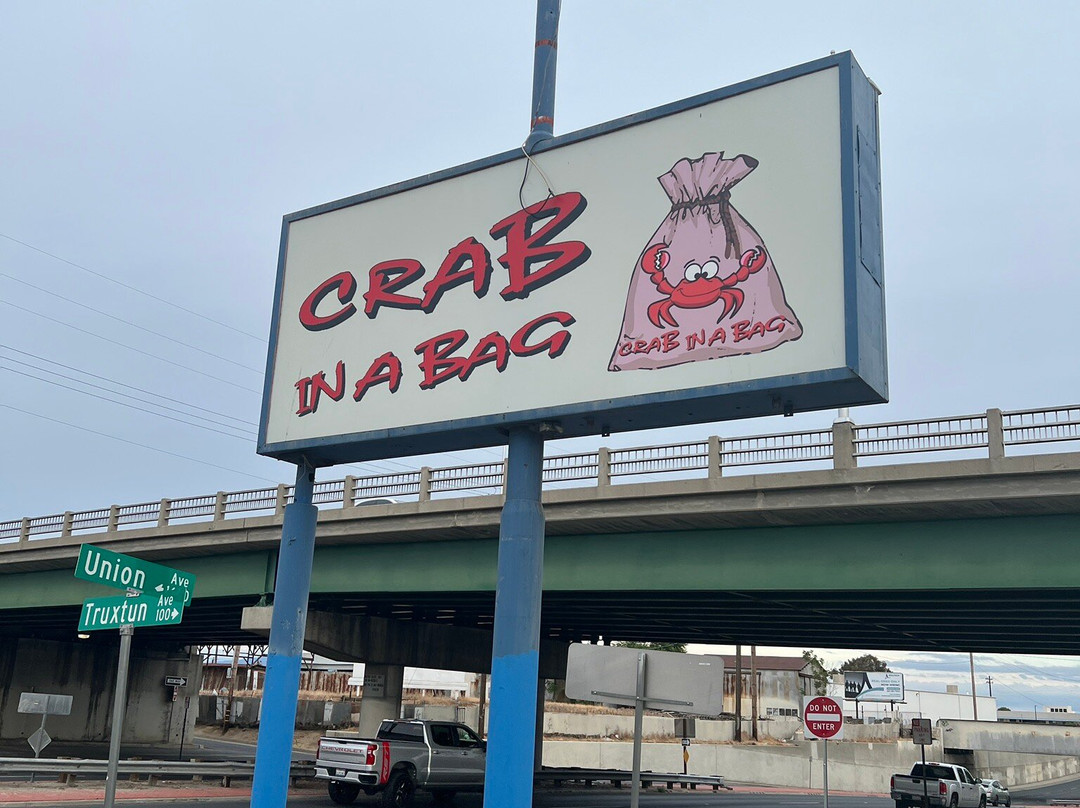 CRAB
IN A BAG
CRAB IN A BAG
Union Ave
Truxtun Ave
100
DO NOT
ENTER
CHEVROLET